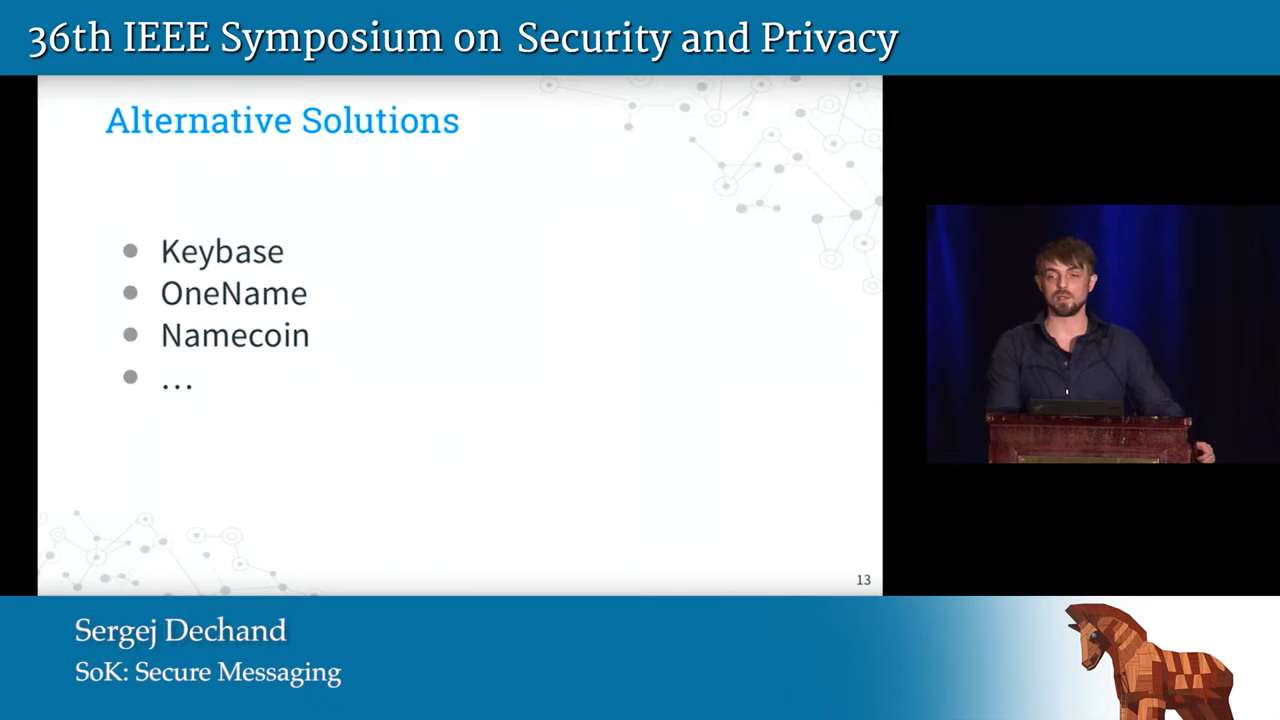 36th IEEE Symposium on Security and Privacy
Alternative Solutions
Keybase
OneName
Namecoin
...
13
Sergej Dechand
SoK: Secure Messaging